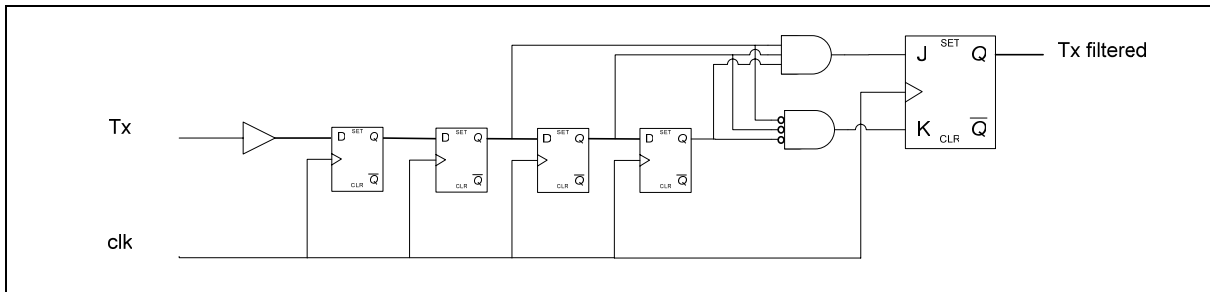 Tx
clk
D SET Q
CLR Q
D SET Q
CLR Q
D SET Q
CLR Q
D SET Q
CLR Q
J SET Q
K CLR Q
Tx filtered